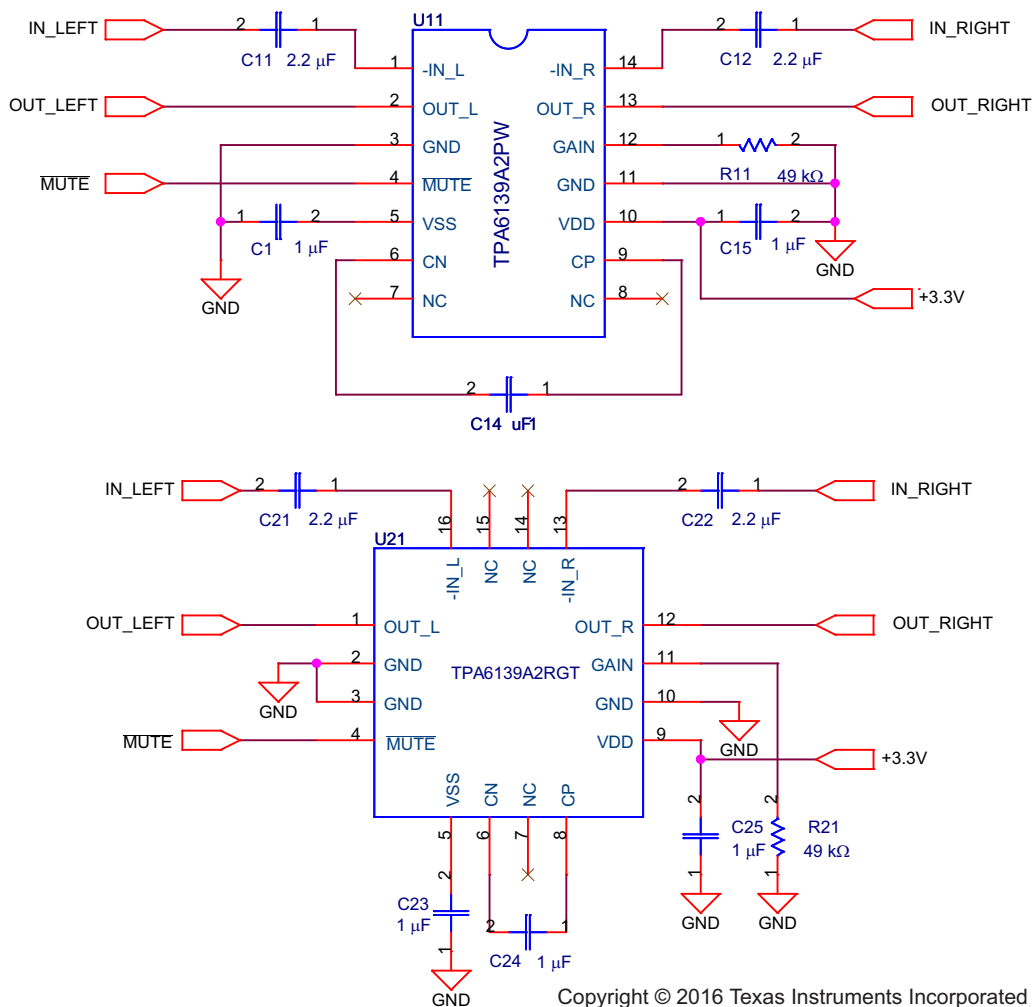 U11
IN_LEFT 2 1 2 1 IN_RIGHT
C11 2.2 µF C12 2.2 µF
1 -IN_L -IN_R 14
OUT_LEFT 2 OUT_L OUT_R 13 OUT_RIGHT
3 GND GAIN 12 1 2
R11 49 kΩ
MUTE 4 MUTE GND 11
1 2 5 VSS VDD 10 1 2
C1 1 µF C15 1 µF
6 CN CP 9
GND GND
7 NC NC 8 +3.3V
TPA6139A2PW
2 1
C14 uF1
IN_LEFT 2 1 2 1 IN_RIGHT
C21 2.2 µF C22 2.2 µF
16 15 14 13
U21
-IN_L NC NC -IN_R
OUT_LEFT 1 OUT_L OUT_R 12 OUT_RIGHT
2 GND GAIN 11
TPA6139A2RGT
GND 3 GND GND 10
MUTE 4 MUTE VDD 9 GND
+3.3V
VSS CN NC CP
5 6 7 8
2 2
C25 1 µF R21 49 kΩ
1 1
GND GND
2
C23 1 µF
1
2 1
C24 1 µF
GND
Copyright © 2016 Texas Instruments Incorporated